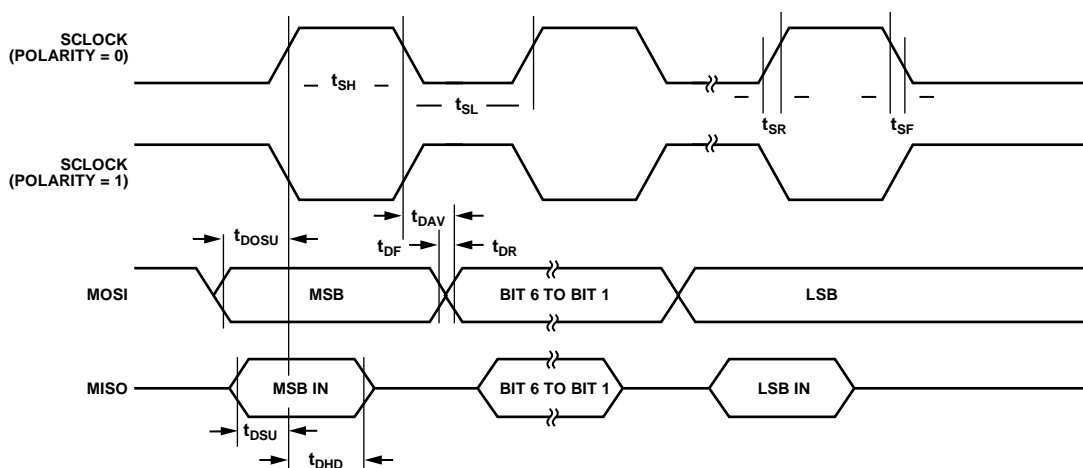 SCLOCK
(POLARITY = 0)
tSH
tSL
tSR
tSF
SCLOCK
(POLARITY = 1)
tDAV
tDOSU
tDF
tDR
MOSI
MSB
BIT 6 TO BIT 1
LSB
MISO
MSB IN
BIT 6 TO BIT 1
LSB IN
tDSU
tDHD